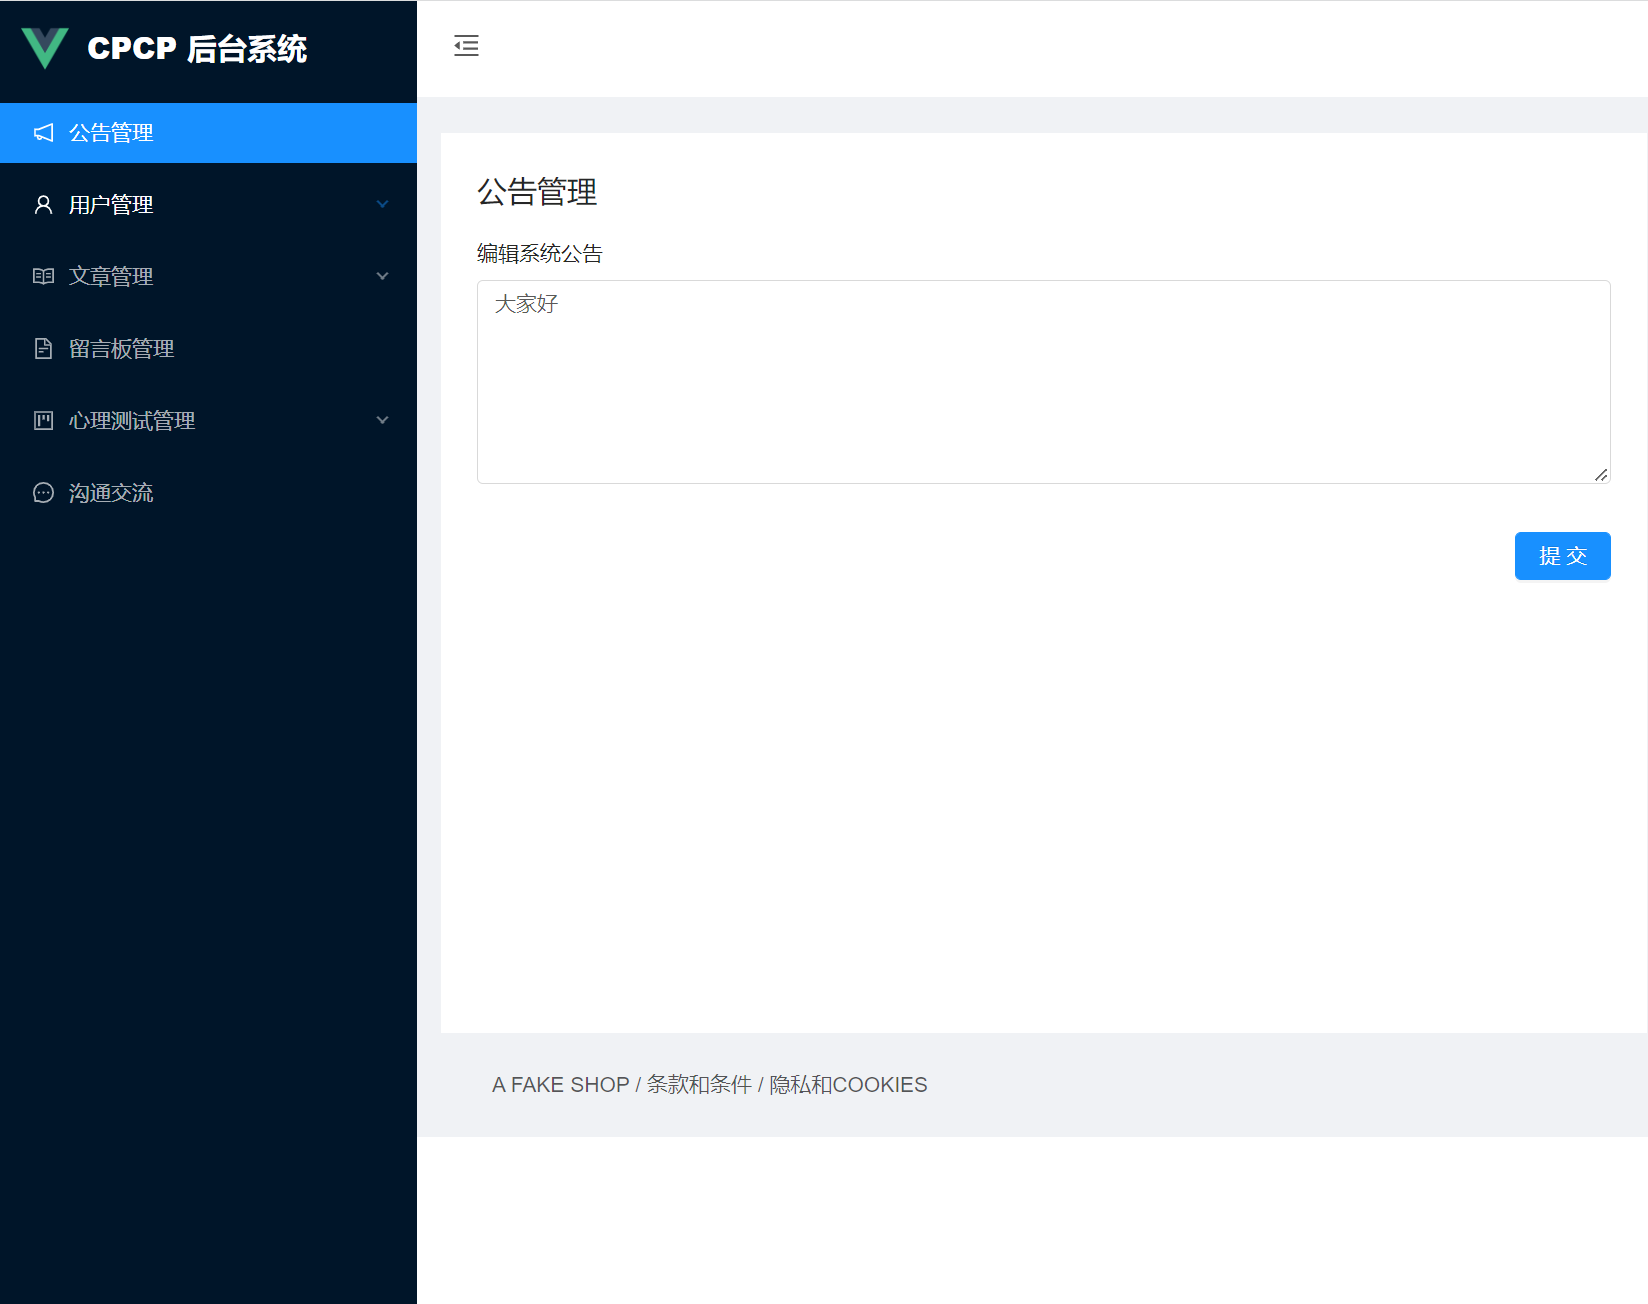 CPCP 后台系统
公告管理
用户管理
文章管理
留言板管理
心理测试管理
沟通交流
公告管理
编辑系统公告
大家好
提 交
A FAKE SHOP / 条款和条件 / 隐私和COOKIES